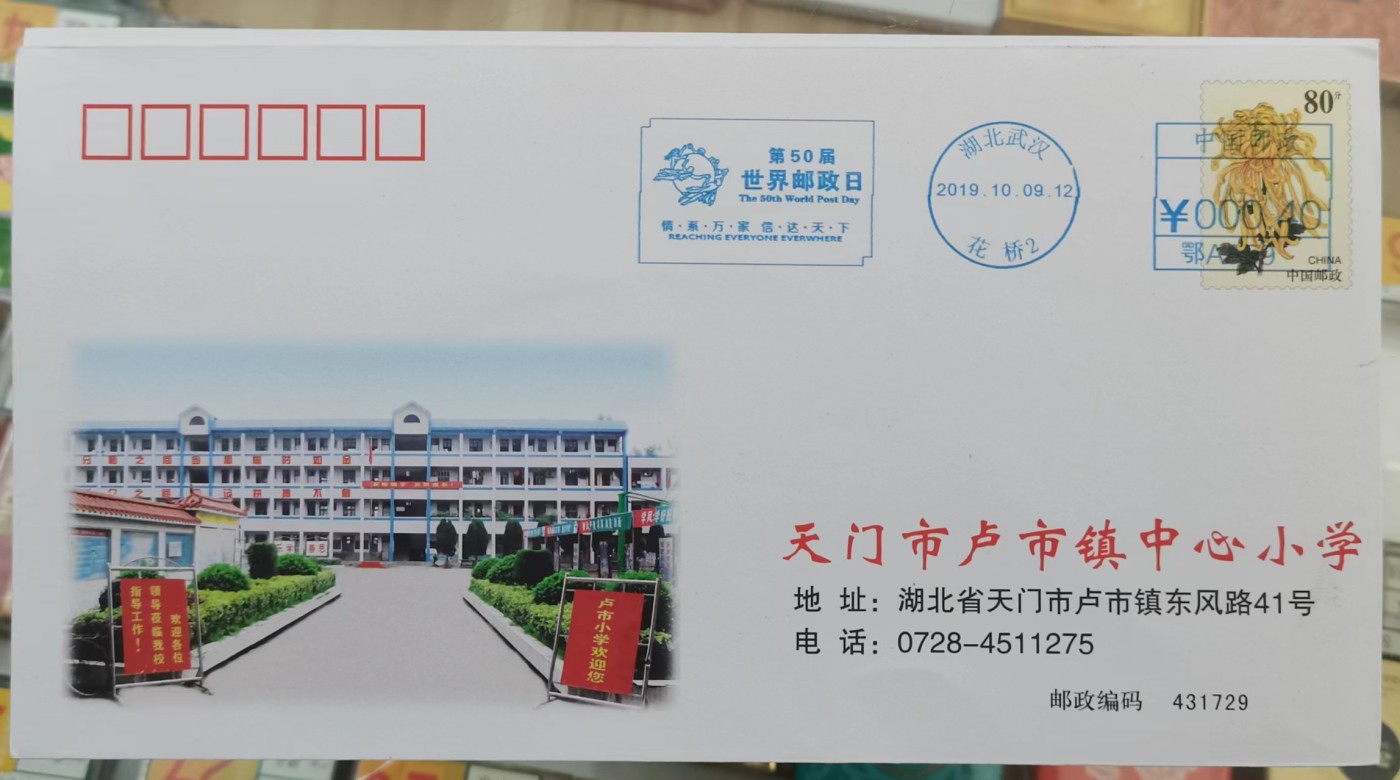 第50届
世界邮政日
The 50th World Post Day
情·系·万·家 信·达·天·下
REACHING EVERYONE EVERYWHERE
湖北武汉
2019.10.09.12
花桥2
80分
¥000.40
CHINA
中国邮政
欢迎各位
领导莅临我校
指导工作!
卢市小学欢迎您
天门市卢市镇中心小学
地 址：湖北省天门市卢市镇东风路41号
电 话：0728-4511275
邮政编码 431729